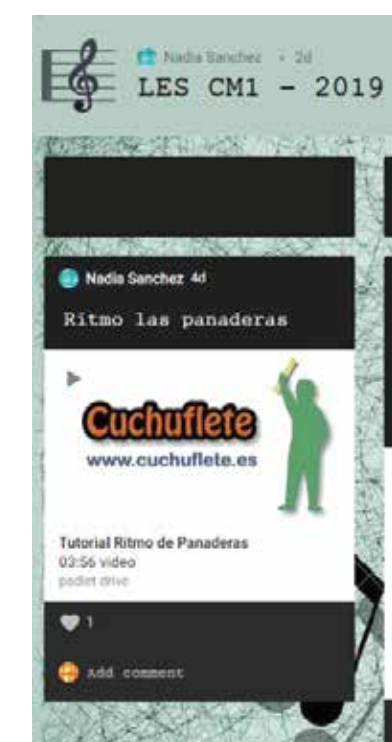 Nadia Sanchez • 2d
LES CM1 – 2019
Nadia Sanchez 4d
Ritmo las panaderas
Cuchuflete
www.cuchuflete.es
Tutorial Ritmo de Panaderas
03:56 video
padlet drive
1
Add comment